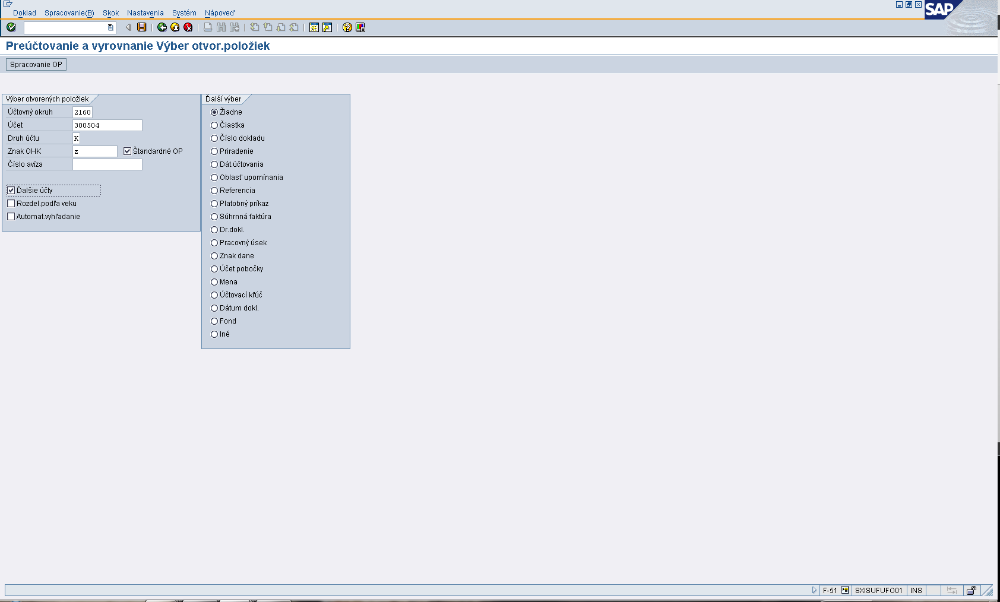 Doklad Spracovanie(B) Skok Nastavenia Systém Nápoveď
SAP
Preúčtovanie a vyrovnanie Výber otvor.položiek
Spracovanie OP
Výber otvorených položiek
Účtovný okruh 2160
Účet 300504
Druh účtu K
Znak OHK z Štandardné OP
Číslo avíza
Ďalšie účty
Rozdel.podľa veku
Automat.vyhľadanie
Ďalší výber
Žiadne
Čiastka
Číslo dokladu
Priradenie
Dát.účtovania
Oblasť upomínania
Referencia
Platobný príkaz
Súhrnná faktúra
Dr.dokl.
Pracovný úsek
Znak dane
Účet pobočky
Mena
Účtovací kľúč
Dátum dokl.
Fond
Iné
F-51 SXISUFUFO01 INS